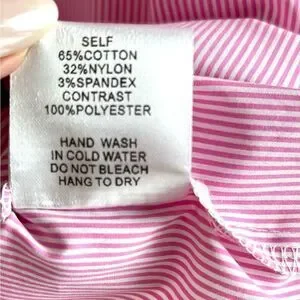 SELF
65%COTTON
32%NYLON
3%SPANDEX
CONTRAST
100%POLYESTER
HAND WASH
IN COLD WATER
DO NOT BLEACH
HANG TO DRY